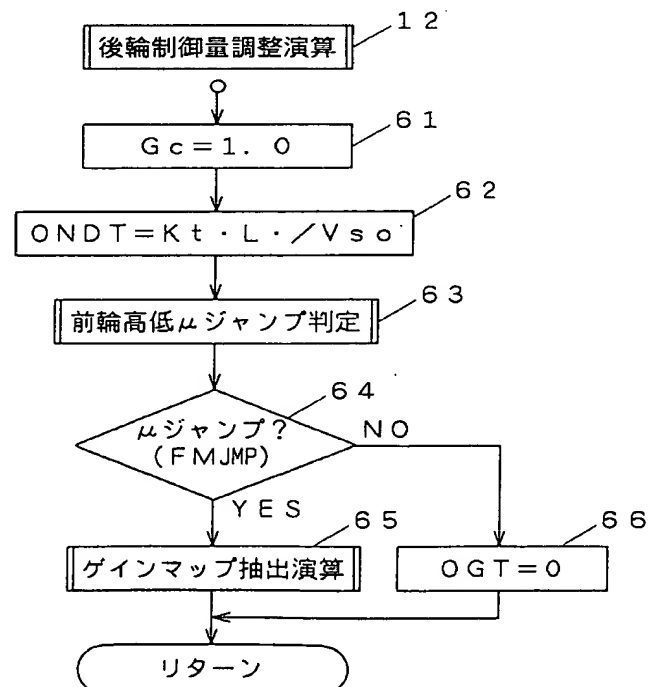 12
後輪制御量調整演算
61
Gc=1.0
62
ONDT=Kt・L・/Vso
63
前輪高低μジャンプ判定
64
μジャンプ?
(FMJMP)
NO
YES
65
ゲインマップ抽出演算
66
OGT=0
リターン